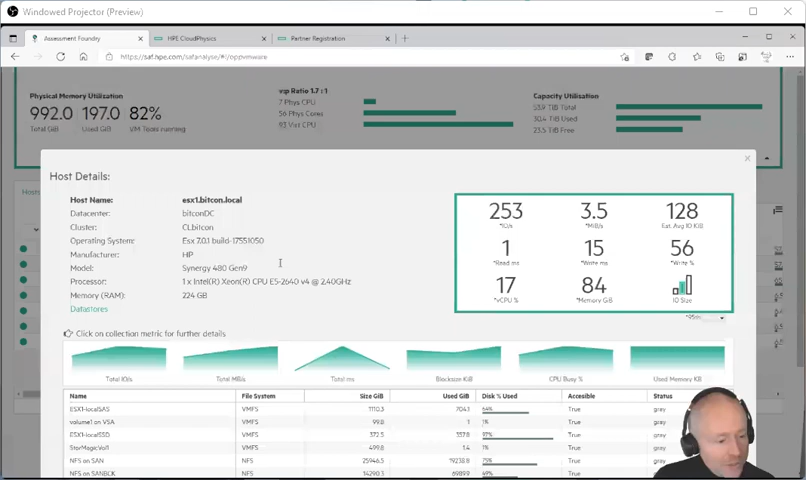 Windowed Projector (Preview)
Assessment Foundry
HPE CloudPhysics
Partner Registration
https://saf.hpe.com/safanalyse/#/oppvmware
Physical Memory Utilisation
992.0 197.0 82%
Total GiB Used GiB VM Tools running
vsp Ratio 1.7 : 1
7 Phys CPU
56 Phys Cores
93 Virt CPU
Capacity Utilisation
53.9 TiB Total
30.4 TiB Used
23.5 TiB Free
Hosts
Host Details:
Host Name: esx1.bitcon.local
Datacenter: bitconDC
Cluster: CLbitcon
Operating System: Esx 7.0.1 build-17551050
Manufacturer: HP
Model: Synergy 480 Gen9
Processor: 1 x Intel(R) Xeon(R) CPU E5-2640 v4 @ 2.40GHz
Memory (RAM): 224 GB
Datastores
253 3.5 128
*IO/s *MiB/s Est. Avg IO KiB
1 15 56
*Read ms *Write ms *Write %
17 84
*vCPU % *Memory GB IO Size
*95th
Click on collection metric for further details
Total IO/s Total MB/s Total ms Blocksize KiB CPU Busy % Used Memory KB
Name File System Size GiB Used GiB Disk % Used Accesible Status
ESX1-localSAS VMFS 1110.3 704.1 64% True gray
volume1 on VSA VMFS 99.8 1 1% True gray
ESX1-localSSD VMFS 372.5 357.8 97% True gray
StorMagicVol1 VMFS 499.8 1% True gray
NFS on SAN NFS 25946.5 19238.8 75% True gray
NFS on SANBCK NFS 14290.3 6989.9 49% True gray